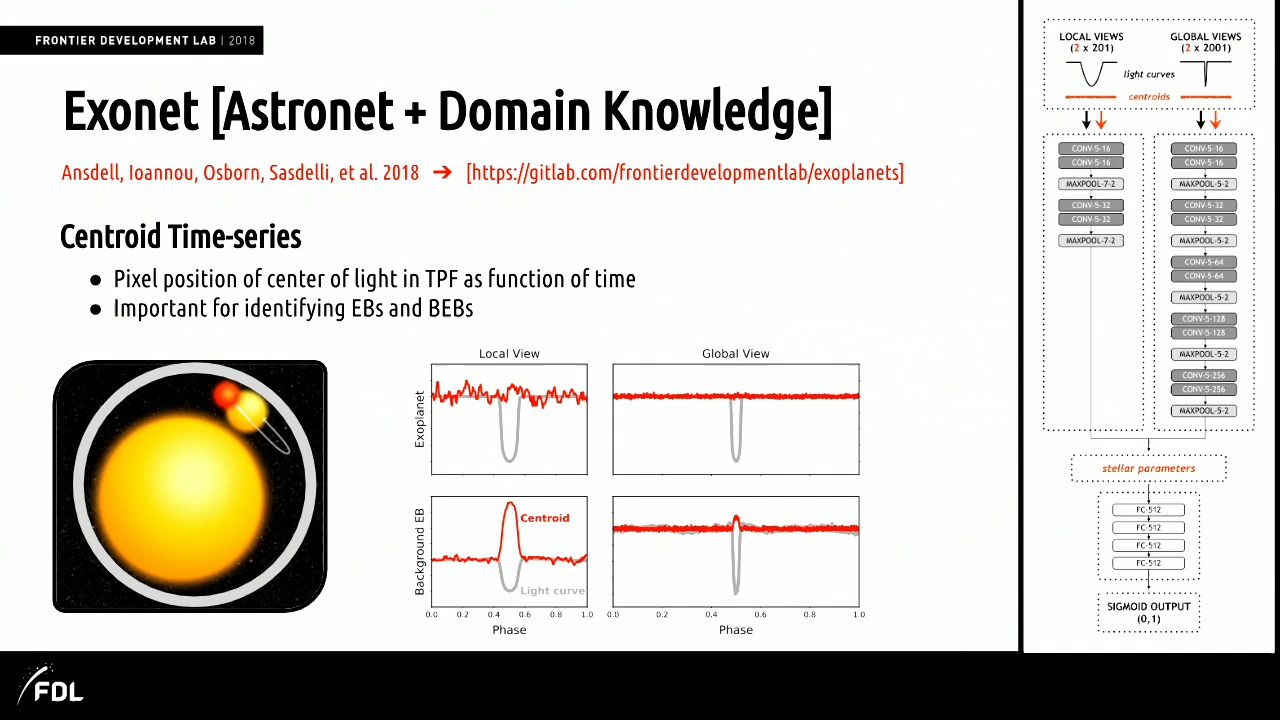 FRONTIER DEVELOPMENT LAB | 2018
Exonet [Astronet + Domain Knowledge]
Ansdell, Ioannou, Osborn, Sasdelli, et al. 2018 ➔ [https://gitlab.com/frontierdevelopmentlab/exoplanets]
Centroid Time-series
● Pixel position of center of light in TPF as function of time
● Important for identifying EBs and BEBs
Local View
Global View
Exoplanet
Background EB
Centroid
Light curve
0.0 0.2 0.4 0.6 0.8 1.0
0.0 0.2 0.4 0.6 0.8 1.0
Phase
Phase
LOCAL VIEWS
(2 x 201)
GLOBAL VIEWS
(2 x 2001)
light curves
centroids
CONV-5-16
CONV-5-16
MAXPOOL-7-2
CONV-5-32
CONV-5-32
MAXPOOL-7-2
CONV-5-16
CONV-5-16
MAXPOOL-5-2
CONV-5-32
CONV-5-32
MAXPOOL-5-2
CONV-5-64
CONV-5-64
MAXPOOL-5-2
CONV-5-128
CONV-5-128
MAXPOOL-5-2
CONV-5-256
CONV-5-256
MAXPOOL-5-2
stellar parameters
FC-512
FC-512
FC-512
FC-512
SIGMOID OUTPUT
(0,1)
FDL